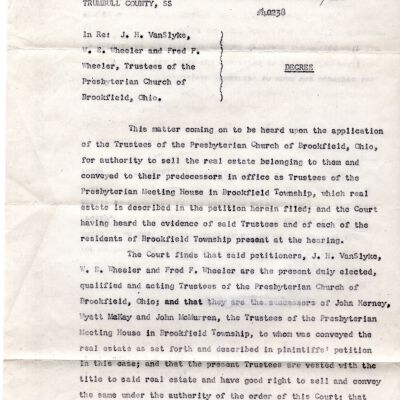 TRUMBULL COUNTY, SS
In Re: J. H. VanSlyke,
W. E. Wheeler and Fred F.
Wheeler, Trustees of the
Presbyterian Church of
Brookfield, Ohio.
DECREE
This matter coming on to be heard upon the application
of the Trustees of the Presbyterian Church of Brookfield, Ohio,
for authority to sell the real estate belonging to them and
conveyed to their predecessors in office as Trustees of the
Presbyterian Meeting House in Brookfield Township, which real
estate is described in the petition herein filed; and the Court
having heard the evidence of said Trustees and of each of the
residents of Brookfield Township present at the hearing.
The Court finds that said petitioners, J. H. VanSlyke,
W. E. Wheeler and Fred F. Wheeler are the present duly elected,
qualified and acting Trustees of the Presbyterian Church of
Brookfield, Ohio; and that they are the successors of John Herney,
Wyatt McKay and John McMurren, the Trustees of the Presbyterian
Meeting House in Brookfield Township, to whom was conveyed the
real estate as set forth and described in plaintiffs' petition
in this case; and that the present Trustees are vested with the
title to said real estate and have good right to sell and convey
the same under the authority of the order of this Court; that